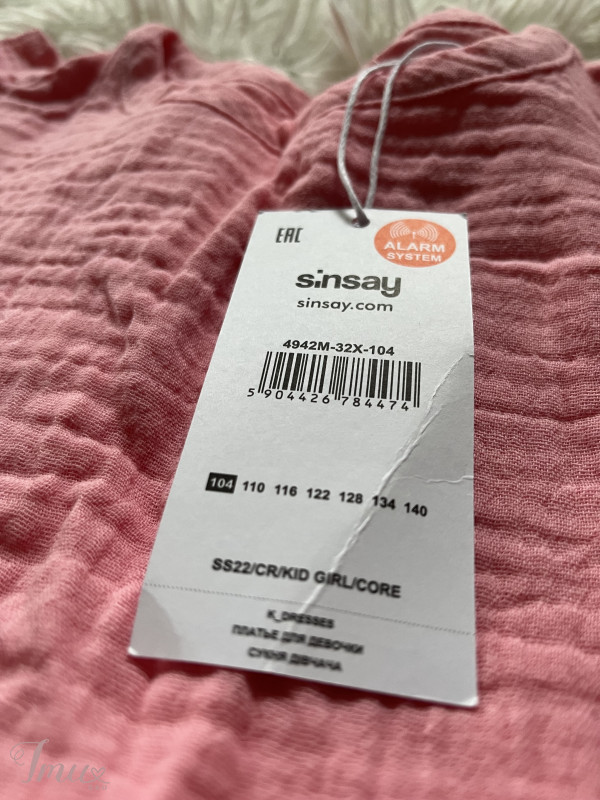 EAC
ALARM
SYSTEM
sinsay
sinsay.com
4942M-32X-104
5 904426 784474
104 110 116 122 128 134 140
SS22/CR/KID GIRL/CORE
K_DRESSES
ПЛАТЬЕ ДЛЯ ДЕВОЧКИ
СУКНЯ ДІВЧАЧА